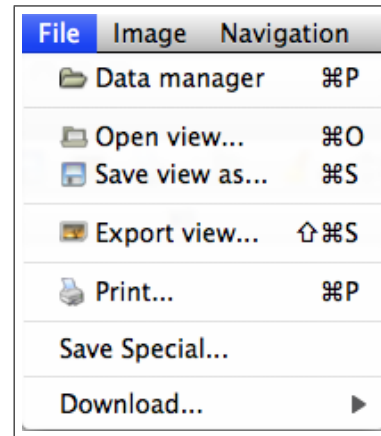 File Image Navigation
Data manager ⌘P
Open view... ⌘O
Save view as... ⌘S
Export view... ⇧⌘S
Print... ⌘P
Save Special...
Download... ▶